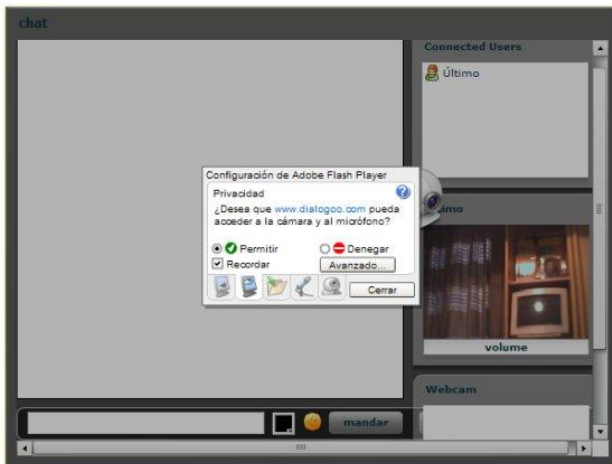 chat
Connected Users
Último
Configuración de Adobe Flash Player
Privacidad
¿Desea que www.dialogoo.com pueda
acceder a la cámara y al micrófono?
Permitir
Denegar
Recordar
Avanzado...
Cerrar
volume
Webcam
mandar